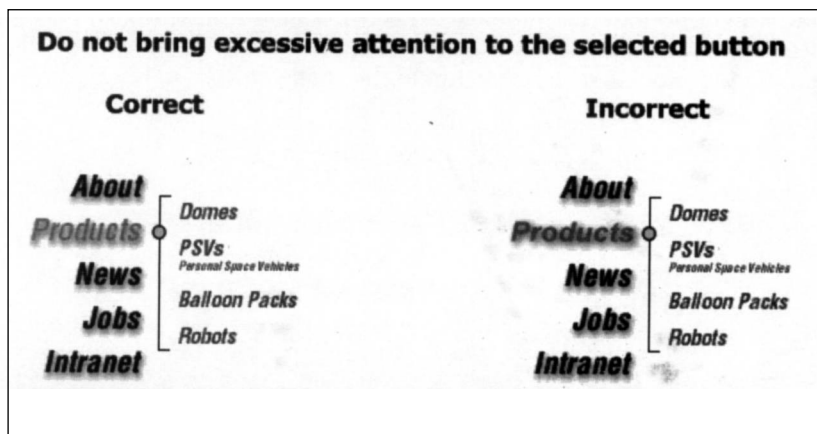 Do not bring excessive attention to the selected button
Correct
About
Products
News
Jobs
Intranet
Domes
PSVs
Personal Space Vehicles
Balloon Packs
Robots
Incorrect
About
Products
News
Jobs
Intranet
Domes
PSVs
Personal Space Vehicles
Balloon Packs
Robots